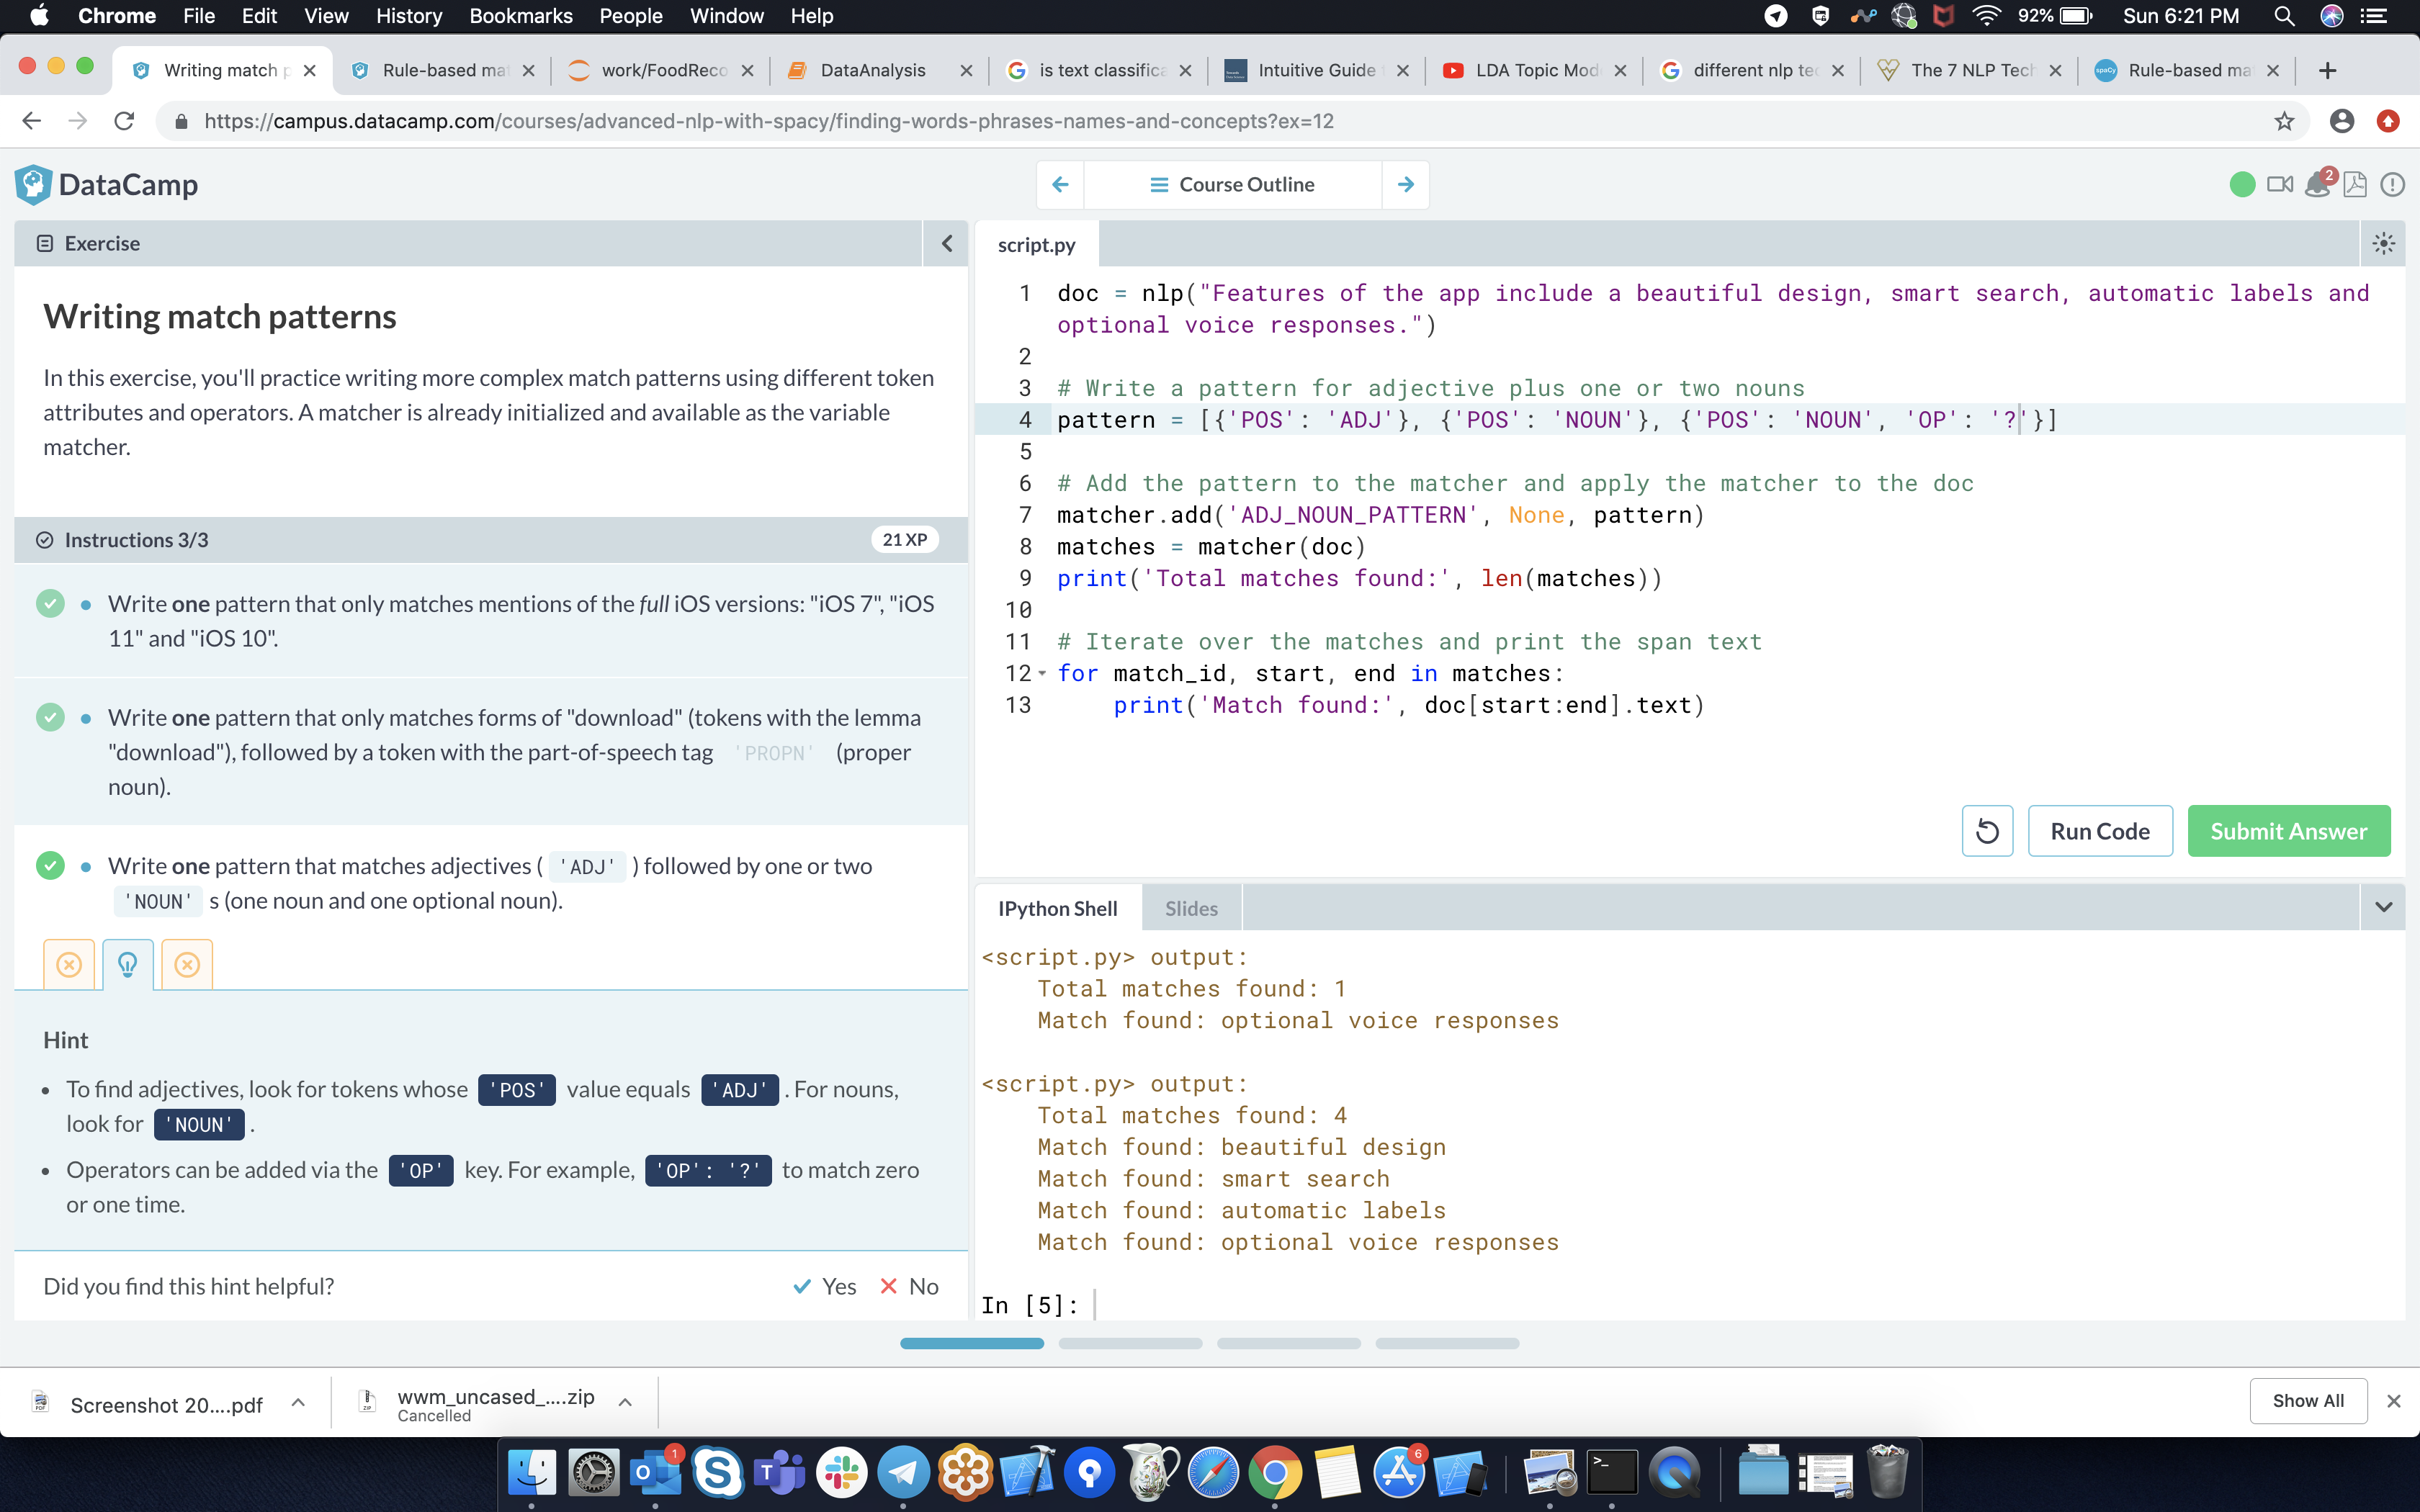 Chrome File Edit View History Bookmarks People Window Help 92% Sun 6:21 PM
Writing match p Rule-based mat work/FoodReco DataAnalysis is text classifica Intuitive Guide LDA Topic Mod different nlp tec The 7 NLP Tech spaCy Rule-based mat
https://campus.datacamp.com/courses/advanced-nlp-with-spacy/finding-words-phrases-names-and-concepts?ex=12
DataCamp
Course Outline
2
Exercise
Writing match patterns
In this exercise, you'll practice writing more complex match patterns using different token
attributes and operators. A matcher is already initialized and available as the variable
matcher.
Instructions 3/3
21 XP
Write one pattern that only matches mentions of the full iOS versions: "iOS 7", "iOS
11" and "iOS 10".
Write one pattern that only matches forms of "download" (tokens with the lemma
"download"), followed by a token with the part-of-speech tag 'PROPN' (proper
noun).
Write one pattern that matches adjectives ( 'ADJ' ) followed by one or two
'NOUN' s (one noun and one optional noun).
Hint
To find adjectives, look for tokens whose 'POS' value equals 'ADJ' . For nouns,
look for 'NOUN' .
Operators can be added via the 'OP' key. For example, 'OP': '?' to match zero
or one time.
Did you find this hint helpful? Yes No
script.py
1 doc = nlp("Features of the app include a beautiful design, smart search, automatic labels and
optional voice responses.")
2
3 # Write a pattern for adjective plus one or two nouns
4 pattern = [{'POS': 'ADJ'}, {'POS': 'NOUN'}, {'POS': 'NOUN', 'OP': '?'}]
5
6 # Add the pattern to the matcher and apply the matcher to the doc
7 matcher.add('ADJ_NOUN_PATTERN', None, pattern)
8 matches = matcher(doc)
9 print('Total matches found:', len(matches))
10
11 # Iterate over the matches and print the span text
12 for match_id, start, end in matches:
13 print('Match found:', doc[start:end].text)
Run Code
Submit Answer
IPython Shell Slides
<script.py> output:
Total matches found: 1
Match found: optional voice responses
<script.py> output:
Total matches found: 4
Match found: beautiful design
Match found: smart search
Match found: automatic labels
Match found: optional voice responses
In [5]:
Screenshot 20....pdf
wwm_uncased_....zip
Cancelled
Show All
1
6